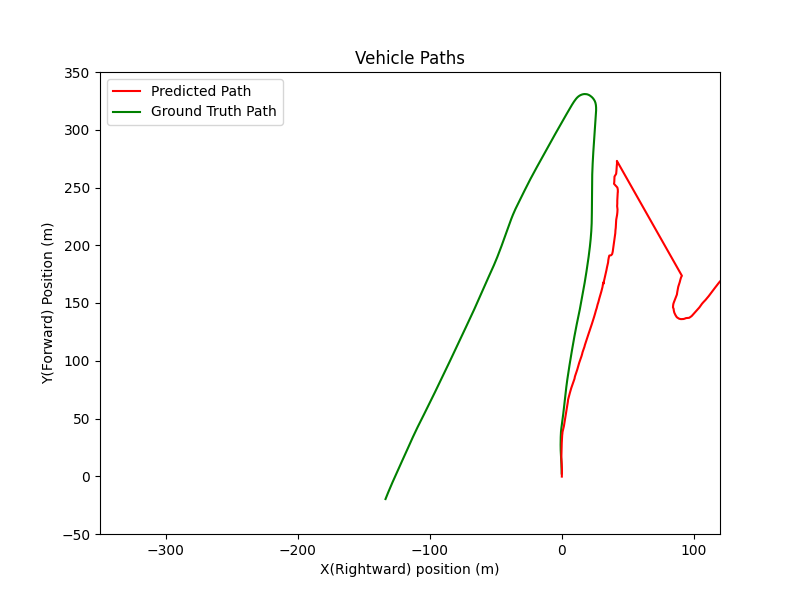 Vehicle Paths
Predicted Path
Ground Truth Path
350
300
250
200
150
100
50
0
−50
Y(Forward) Position (m)
−300
−200
−100
0
100
X(Rightward) position (m)